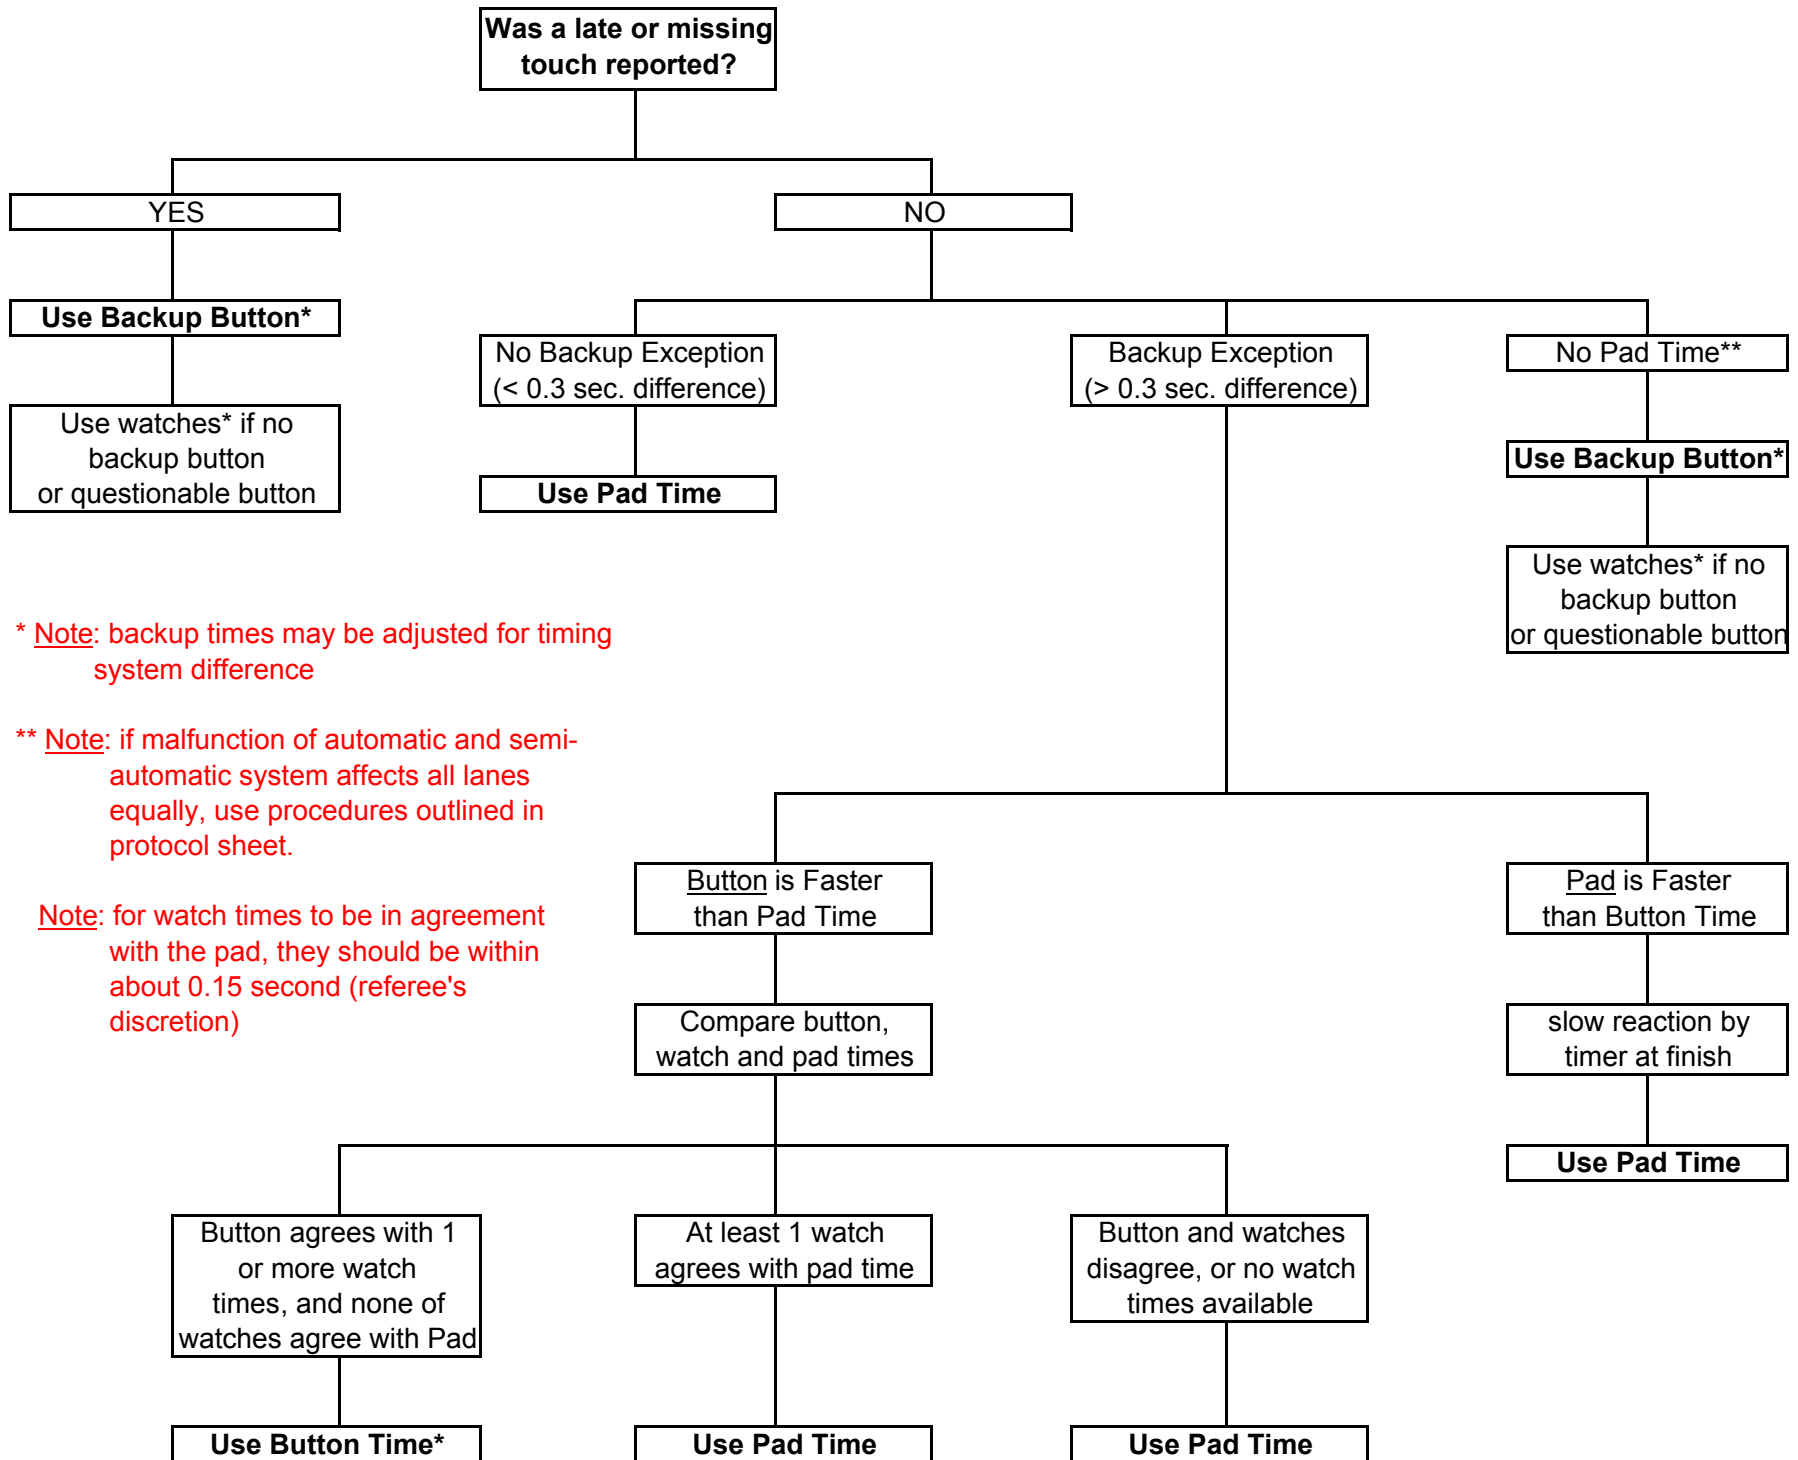 Was a late or missing
touch reported?
YES
NO
Use Backup Button*
No Backup Exception
(< 0.3 sec. difference)
Backup Exception
(> 0.3 sec. difference)
No Pad Time**
Use watches* if no
backup button
or questionable button
Use Pad Time
Use Backup Button*
Use watches* if no
backup button
or questionable button
* Note: backup times may be adjusted for timing
system difference
** Note: if malfunction of automatic and semi-
automatic system affects all lanes
equally, use procedures outlined in
protocol sheet.
Note: for watch times to be in agreement
with the pad, they should be within
about 0.15 second (referee's
discretion)
Button is Faster
than Pad Time
Pad is Faster
than Button Time
Compare button,
watch and pad times
slow reaction by
timer at finish
Use Pad Time
Button agrees with 1
or more watch
times, and none of
watches agree with Pad
At least 1 watch
agrees with pad time
Button and watches
disagree, or no watch
times available
Use Button Time*
Use Pad Time
Use Pad Time